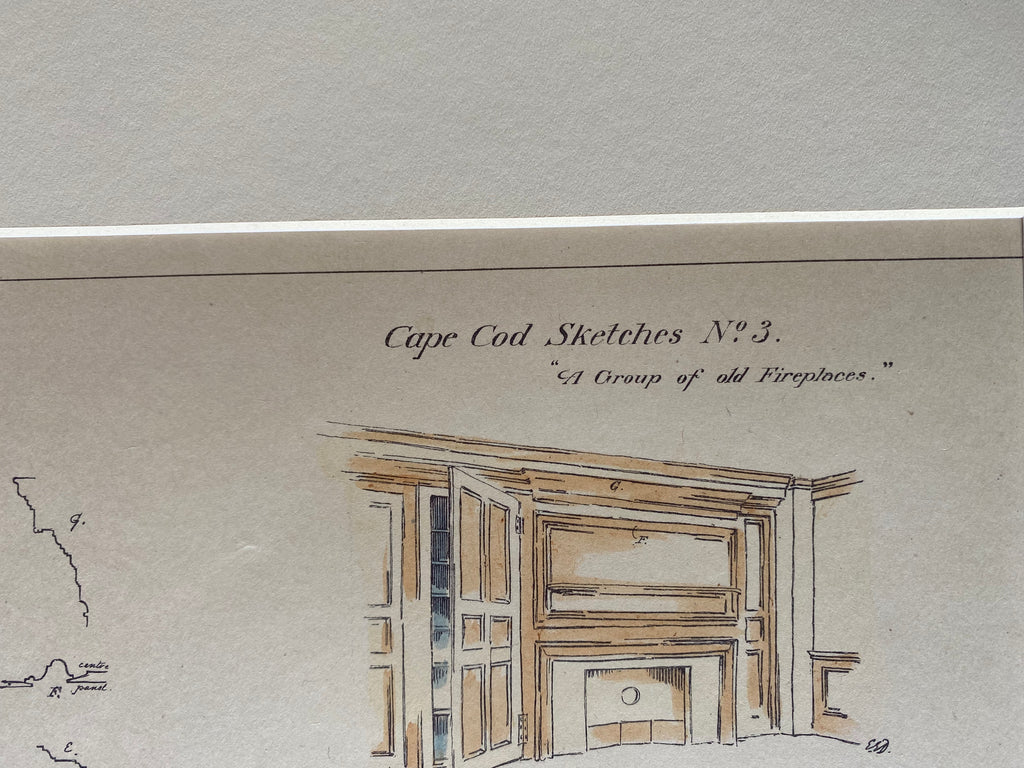 Cape Cod Sketches Nº 3.
“A Group of old Fireplaces.”
G.
G
F.
centre
F. panel.
E.